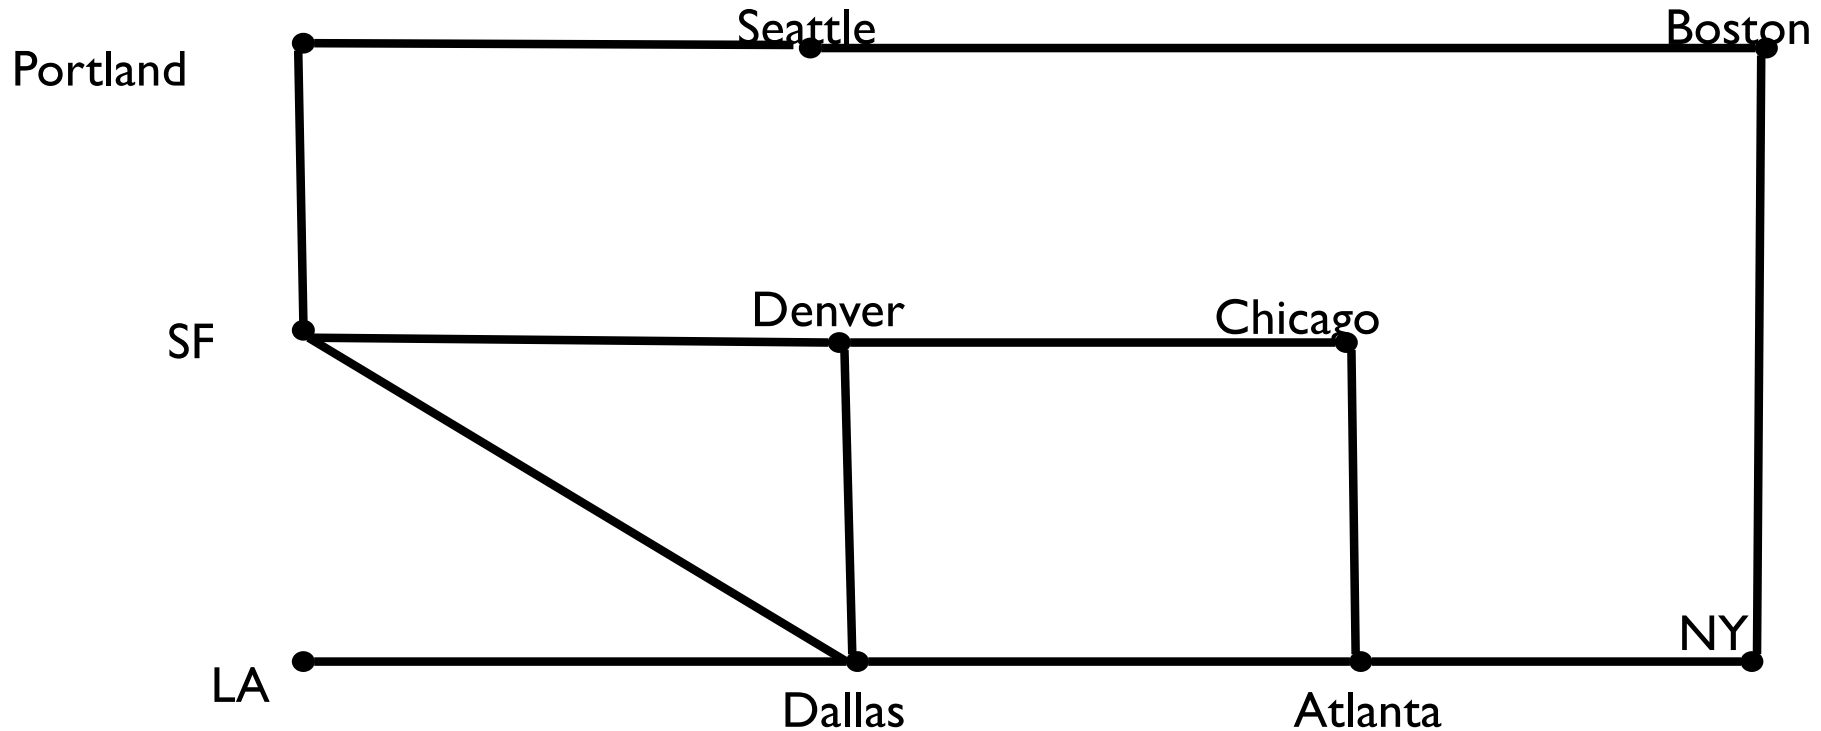 Seattle
Boston
Portland
Denver
Chicago
SF
NY
LA
Dallas
Atlanta